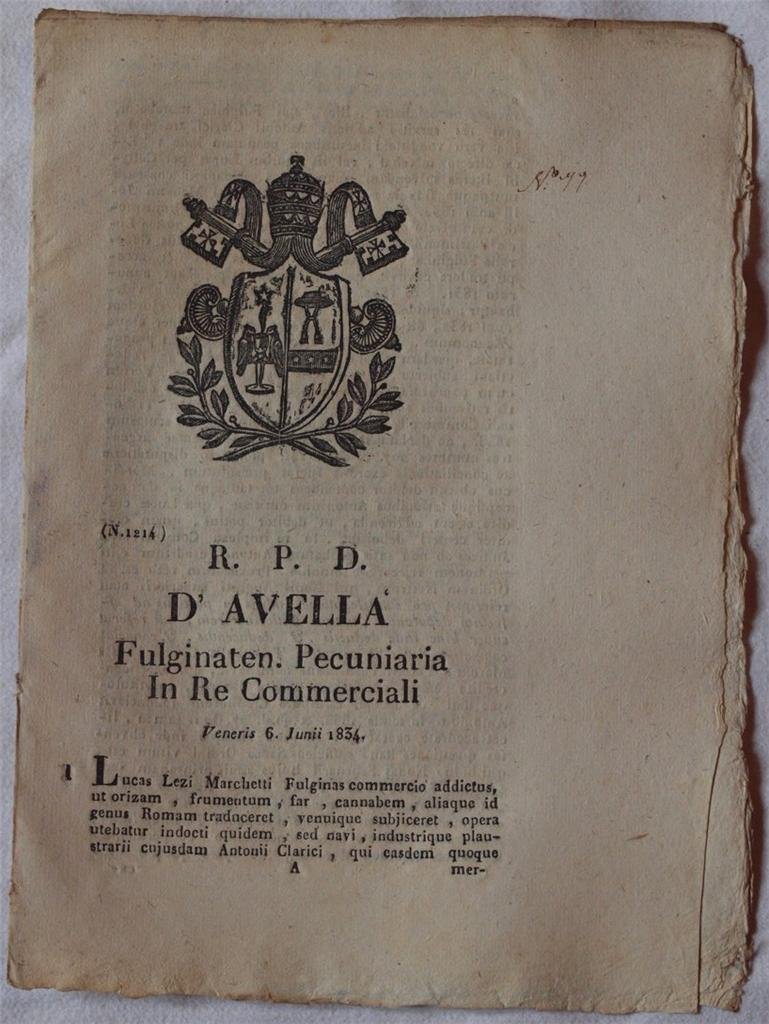 (N.1214)
R. P. D.
D' AVELLA
Fulginaten. Pecuniaria
In Re Commerciali
Veneris 6. Junii 1834.
1 Lucas Lezi Marchetti Fulginas commercio addictus,
ut orizam , frumentum , far , cannabem , aliaque id
genus Romam traduceret , venuique subjiceret , opera
utebatur indocti quidem , sed navi , industrique plau-
strarii cujusdam Antonii Clarici , qui easdem quoque
A mer-